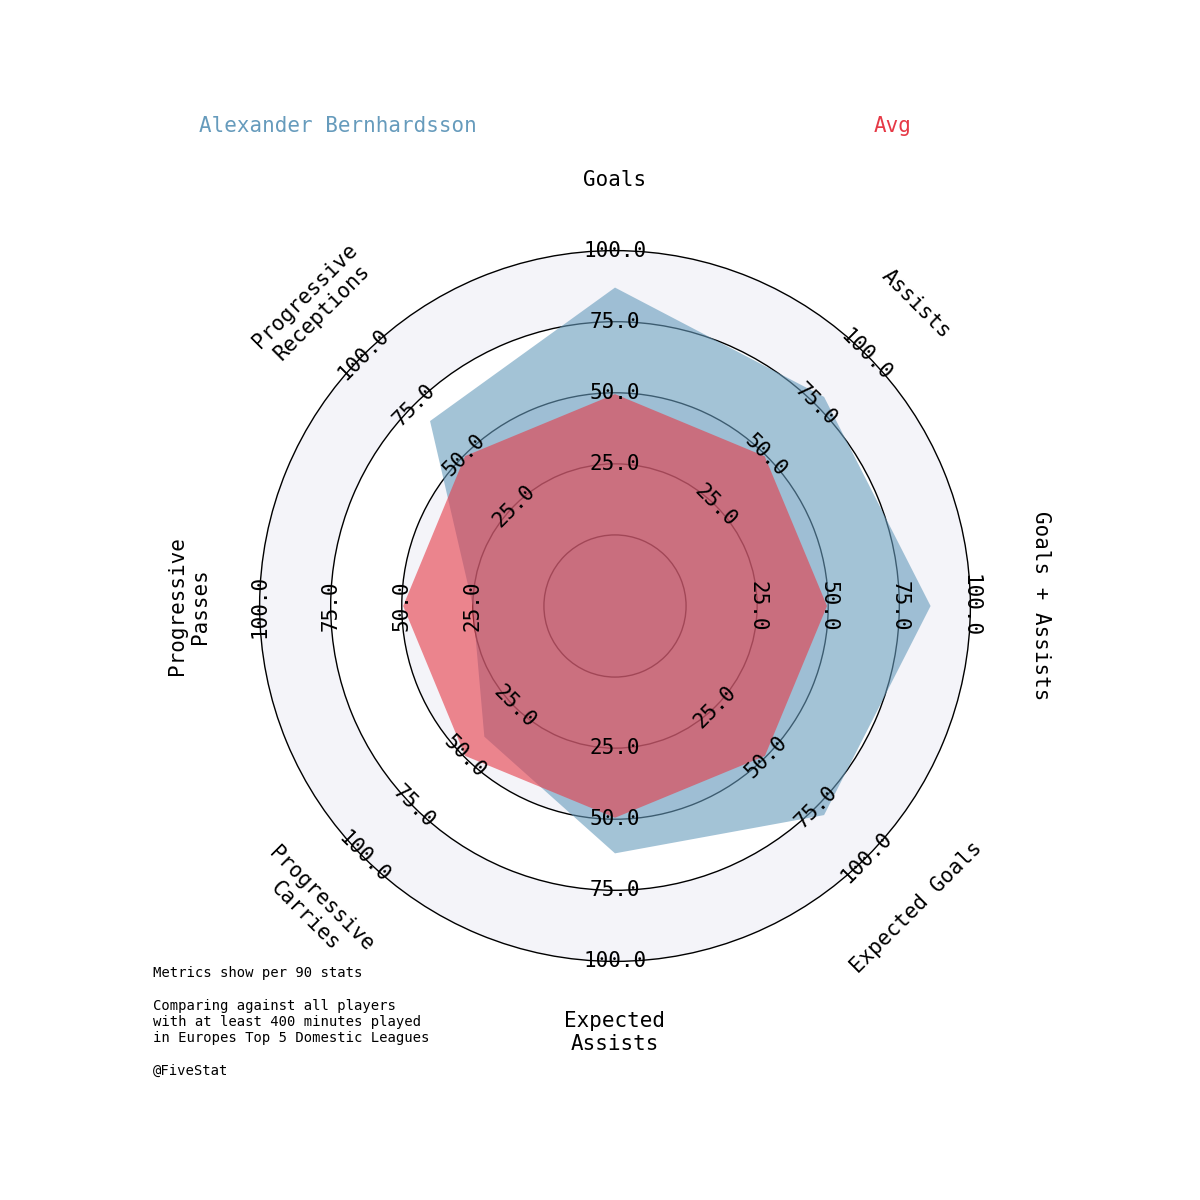 Alexander Bernhardsson
Avg
Goals
Assists
Goals + Assists
Expected Goals
Expected
Assists
Progressive
Carries
Progressive
Passes
Progressive
Receptions
25.0
50.0
75.0
100.0
25.0
50.0
75.0
100.0
25.0
50.0
75.0
100.0
25.0
50.0
75.0
100.0
25.0
50.0
75.0
100.0
25.0
50.0
75.0
100.0
25.0
50.0
75.0
100.0
25.0
50.0
75.0
100.0
Metrics show per 90 stats
Comparing against all players
with at least 400 minutes played
in Europes Top 5 Domestic Leagues
@FiveStat